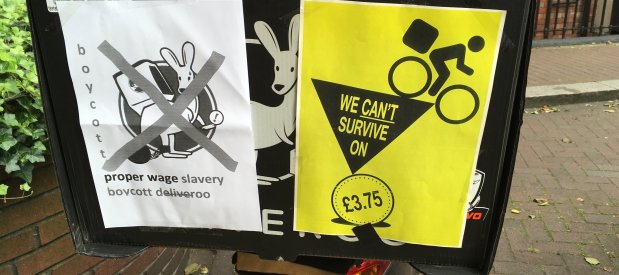 boycott
proper wage slavery
boycott deliveroo
WE CAN'T
SURVIVE
ON
£3.75